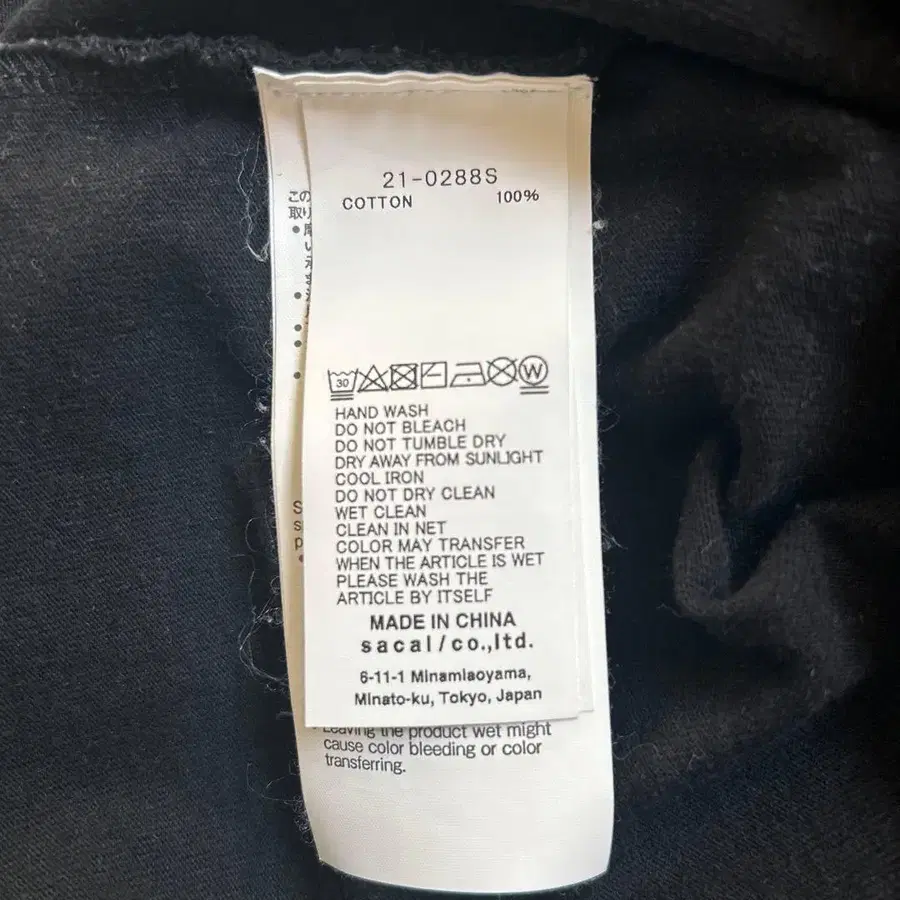 21-0288S
COTTON 100%
30
W
HAND WASH
DO NOT BLEACH
DO NOT TUMBLE DRY
DRY AWAY FROM SUNLIGHT
COOL IRON
DO NOT DRY CLEAN
WET CLEAN
CLEAN IN NET
COLOR MAY TRANSFER
WHEN THE ARTICLE IS WET
PLEASE WASH THE
ARTICLE BY ITSELF
MADE IN CHINA
sacai/co.,ltd.
6-11-1 Minamiaoyama,
Minato-ku, Tokyo, Japan
Leaving the product wet might
cause color bleeding or color
transferring.